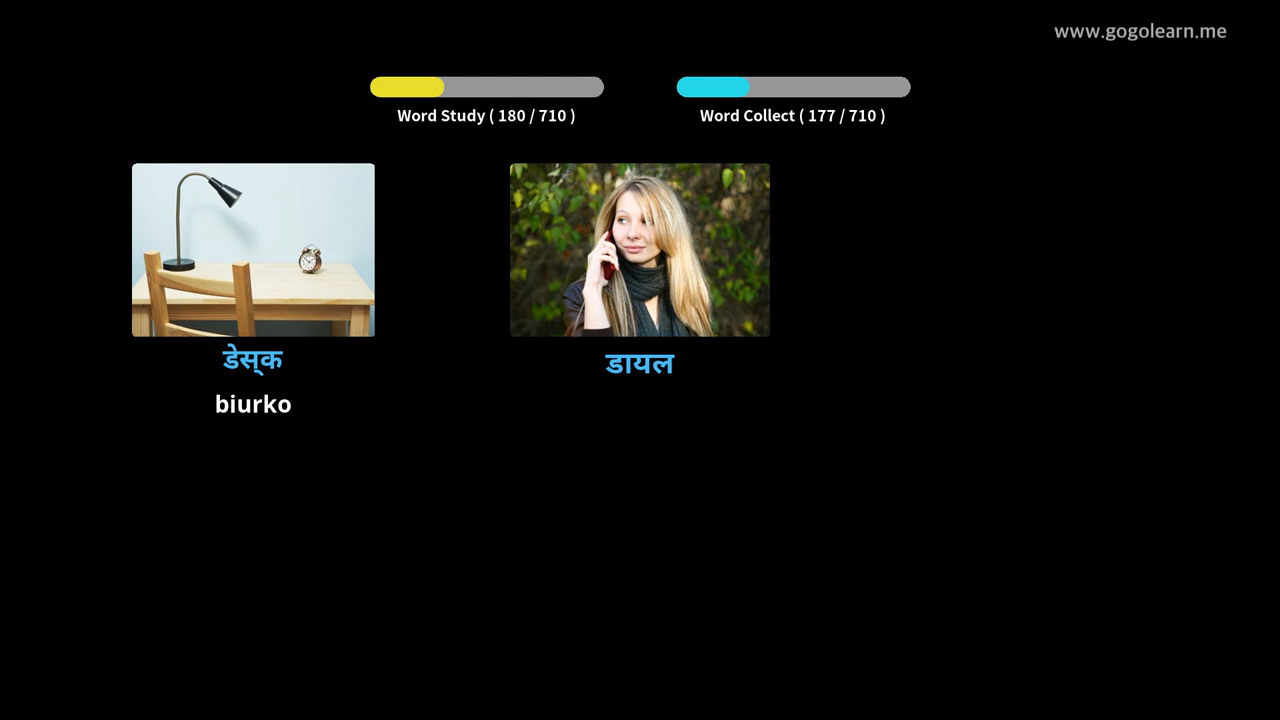 www.gogolearn.me
Word Study ( 180 / 710 )
Word Collect ( 177 / 710 )
डेस्‌क
biurko
डायल